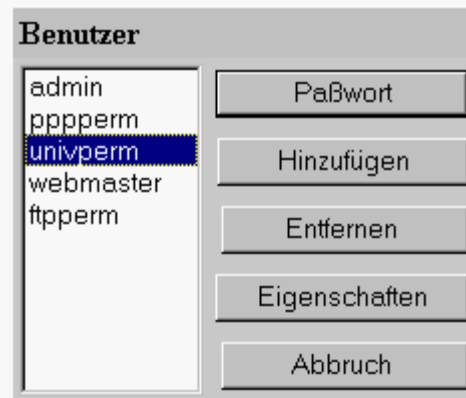 Benutzer
admin
pppperm
univperm
webmaster
ftpperm
Paßwort
Hinzufügen
Entfernen
Eigenschaften
Abbruch